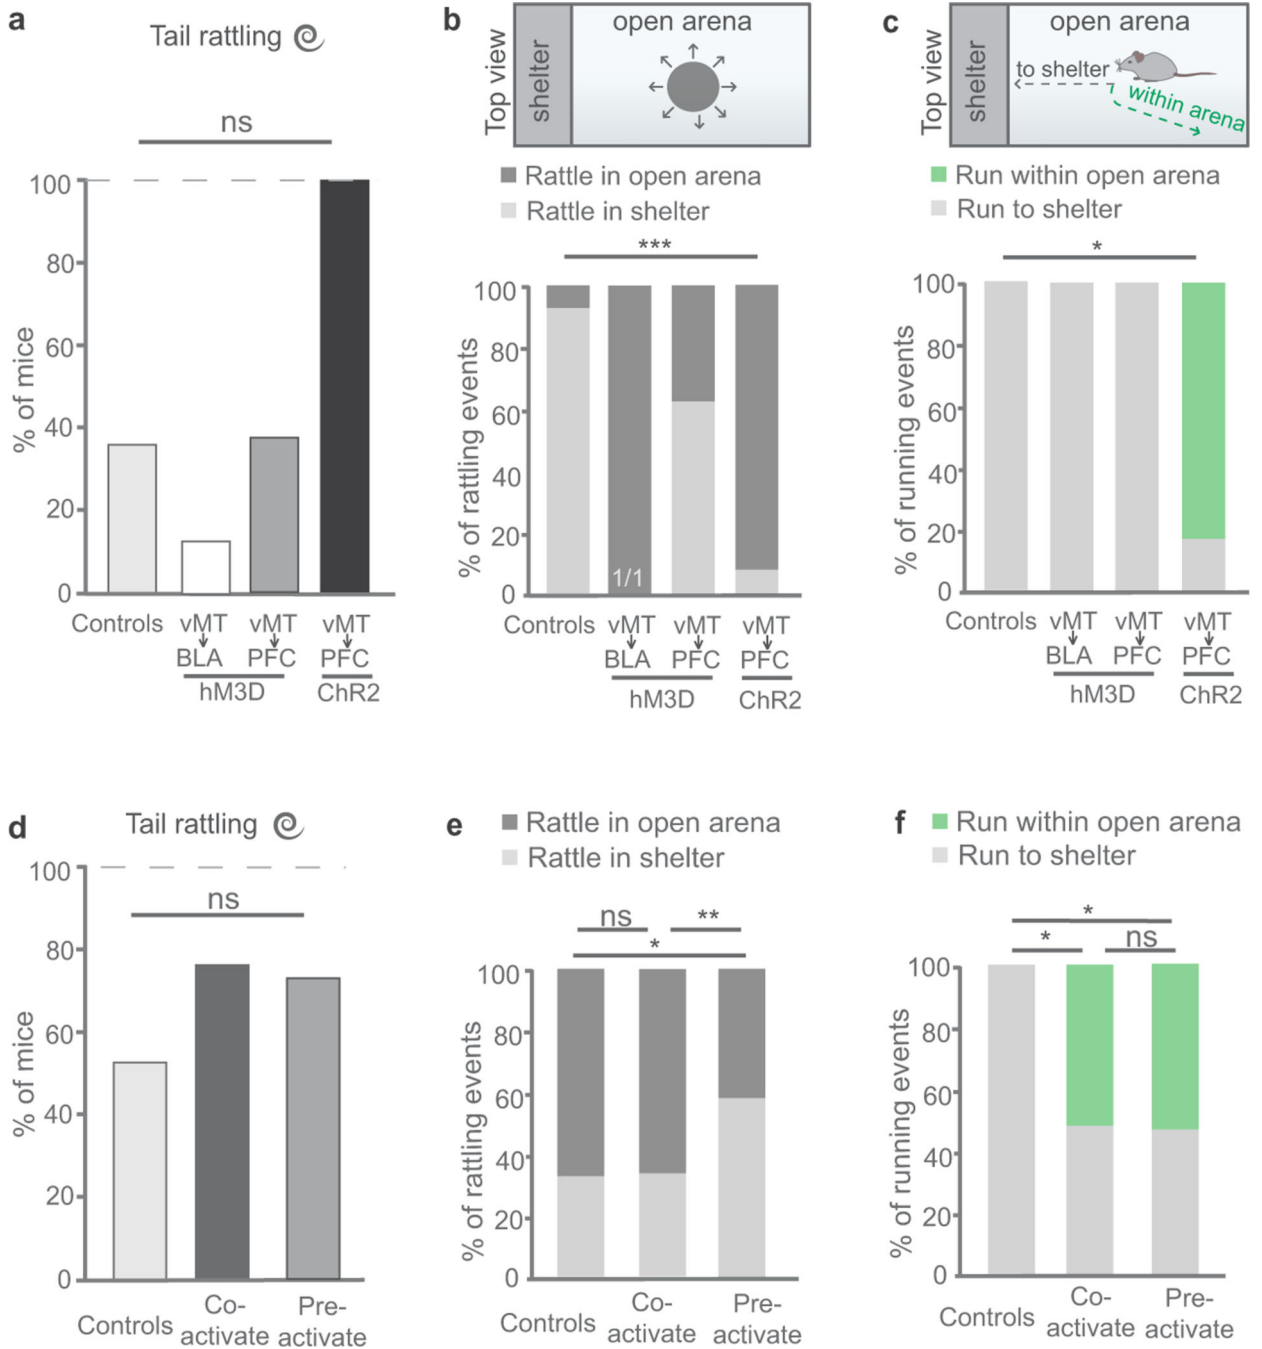 a
Tail rattling
ns
100
80
60
40
20
0
% of mice
Controls
vMT
BLA
vMT
PFC
vMT
PFC
hM3D
ChR2
b
Top view
shelter
open arena
Rattle in open arena
Rattle in shelter
***
100
80
60
40
20
0
% of rattling events
1/1
Controls
vMT
BLA
vMT
PFC
vMT
PFC
hM3D
ChR2
c
Top view
shelter
open arena
to shelter
within arena
Run within open arena
Run to shelter
*
100
80
60
40
20
0
% of running events
Controls
vMT
BLA
vMT
PFC
vMT
PFC
hM3D
ChR2
d
Tail rattling
100
ns
80
60
40
20
0
% of mice
Controls
Co-
activate
Pre-
activate
e
Rattle in open arena
Rattle in shelter
ns
**
*
100
80
60
40
20
0
% of rattling events
Controls
Co-
activate
Pre-
activate
f
Run within open arena
Run to shelter
*
*
ns
100
80
60
40
20
0
% of running events
Controls
Co-
activate
Pre-
activate